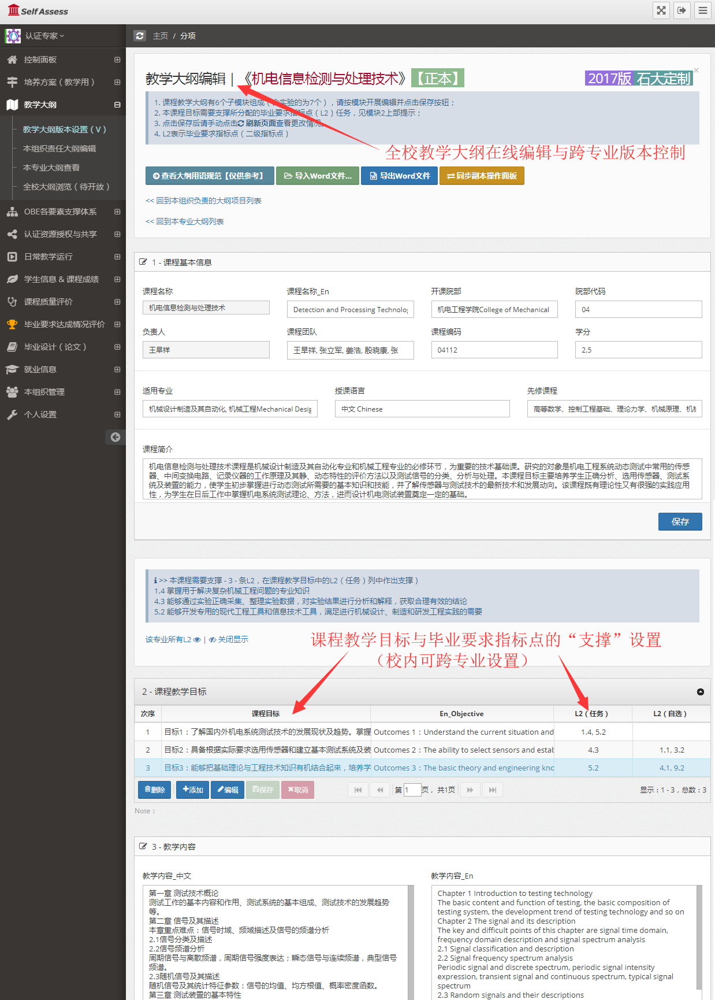 Self Assess
认证专家
主页 / 分项
控制面板
培养方案（教学用）
教学大纲
教学大纲版本设置（V）
本组织责任大纲编辑
本专业大纲查看
全校大纲浏览（待开放）
OBE各要素支撑体系
认证资源授权与共享
日常教学运行
学生信息 & 课程成绩
课程质量评价
毕业要求达成情况评价
毕业设计（论文）
就业信息
本组织管理
个人设置
教学大纲编辑 | 《机电信息检测与处理技术》【正本】
2017版 石大定制
×
1. 课程教学大纲有6个子模块组成（含实验的为7个），请按模块开展编辑并点击保存按钮；
2. 本课程目标需要支撑所分配的毕业要求指标点（L2）任务，见模块2上部提示；
3. 点击保存后请手动点击 刷新页面查看更改情况。
4. L2表示毕业要求指标点（二级指标点）
全校教学大纲在线编辑与跨专业版本控制
查看大纲用语规范【仅供参考】 导入Word文件... 导出Word文件 同步副本操作面板
<< 回到本组织负责的大纲项目列表
<< 回到本专业大纲列表
1 - 课程基本信息
课程名称 课程名称_En 开课院部 院部代码
机电信息检测与处理技术 Detection and Processing Technolo 机电工程学院College of Mechanical 04
负责人 课程团队 课程编码 学分
王旱祥 王旱祥, 张立军, 姜浩, 殷晓康, 张 04112 2.5
适用专业 授课语言 先修课程
机械设计制造及其自动化, 机械工程Mechanical Desig 中文 Chinese 高等数学、控制工程基础、理论力学、机械原理、机
课程简介
机电信息检测与处理技术课程是机械设计制造及其自动化专业和机械工程专业的必修环节，为重要的技术基础课。研究的对象是机电工程系统动态测试中常用的传感
器、中间变换电路、记录仪器的工作原理及其静、动态特性的评价方法以及测试信号的分类、分析与处理。本课程目标主要培养学生正确分析、选用传感器、测试系
统及装置的能力，使学生初步掌握进行动态测试所需要的基本知识和技能，并了解传感器与测试技术的最新技术和发展动向。该课程既有理论性又有很强的实践应用
性，为学生在日后工作中掌握机电系统测试理论、方法，进而设计机电测试装置奠定一定的基础。
保存
>> 本课程需要支撑 - 3 - 条L2，在课程教学目标中的L2（任务）列中作出支撑）
1.4 掌握用于解决复杂机械工程问题的专业知识
4.3 能够通过实验正确采集、整理实验数据，对实验结果进行分析和解释，获取合理有效的结论
5.2 能够开发专用的现代工程工具和信息技术工具，满足进行机械设计、制造和研发工程实践的需要
该专业所有L2 | 关闭显示
课程教学目标与毕业要求指标点的“支撑”设置
（校内可跨专业设置）
2 - 课程教学目标
次序 课程目标 En_Objective L2（任务） L2（自选）
1 目标1：了解国内外机电系统测试技术的发展现状及趋势。掌握 Outcomes 1：Understand the current situation and 1.4, 5.2
2 目标2：具备根据实际要求选用传感器和建立基本测试系统及装 Outcomes 2：The ability to select sensors and estab 4.3 1.1, 3.2
3 目标3：能够把基础理论与工程技术知识有机结合起来，培养学 Outcomes 3：The basic theory and engineering kno 5.2 4.1, 9.2
删除 添加 编辑 保存 取消 第 1 页，共1页 显示：1 - 3，总数：3
Note：
3 - 教学内容
教学内容_中文
第一章 测试技术概论
测试工作的基本内容和作用、测试系统的基本组成、测试技术的发展趋势
等。
第二章 信号及其描述
本章重点难点：信号时域、频域描述及信号的频谱分析
2.1信号分类及描述
2.2信号频谱分析
周期信号与离散频谱，周期信号强度表达；瞬态信号与连续频谱，典型信号
频谱。
2.3随机信号及其描述
随机信号及其统计特征参数：信号的均值、均方根值、概率密度函数。
第三章 测试装置的基本特性
教学内容_En
Chapter 1 Introduction to testing technology
The basic content and function of testing, the basic composition of
testing system, the development trend of testing technology and so on
Chapter 2 The signal and its description
The key and difficult points of this chapter are signal time domain,
frequency domain description and signal spectrum analysis
2.1 Signal classification and description
2.2 Signal frequency spectrum analysis
Periodic signal and discrete spectrum, periodic signal intensity
expression, transient signal and continuous spectrum, typical signal
spectrum
2.3 Random signals and their descriptions